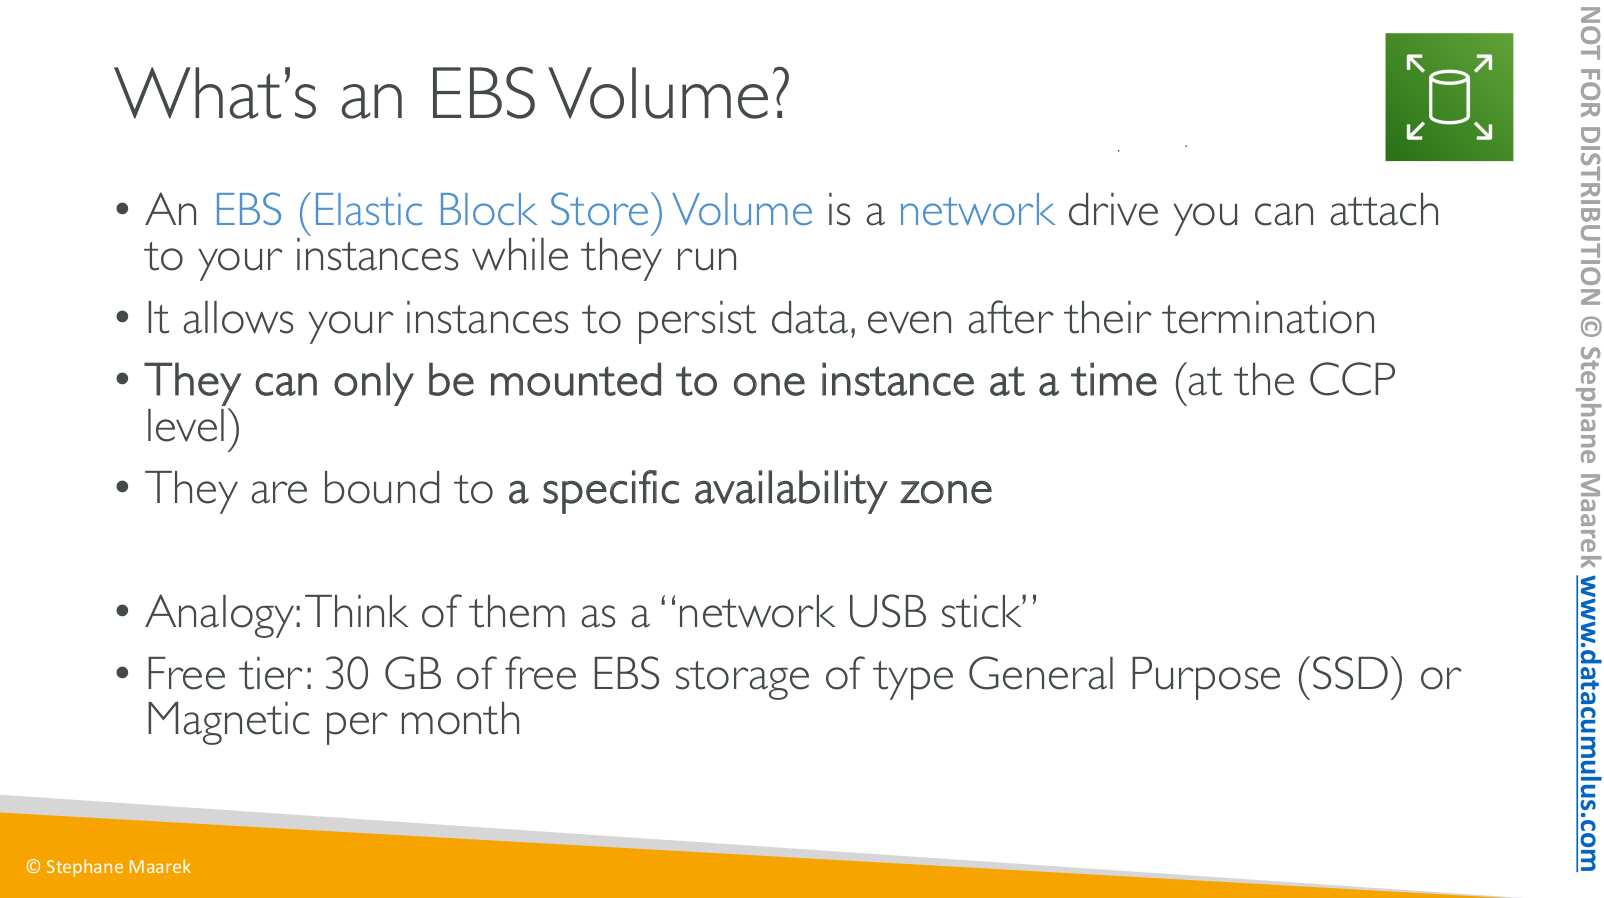 What's an EBS Volume?
• An EBS (Elastic Block Store) Volume is a network drive you can attach
to your instances while they run
• It allows your instances to persist data, even after their termination
• They can only be mounted to one instance at a time (at the CCP
level)
• They are bound to a specific availability zone
• Analogy: Think of them as a “network USB stick”
• Free tier: 30 GB of free EBS storage of type General Purpose (SSD) or
Magnetic per month
© Stephane Maarek
NOT FOR DISTRIBUTION © Stephane Maarek www.datacumulus.com